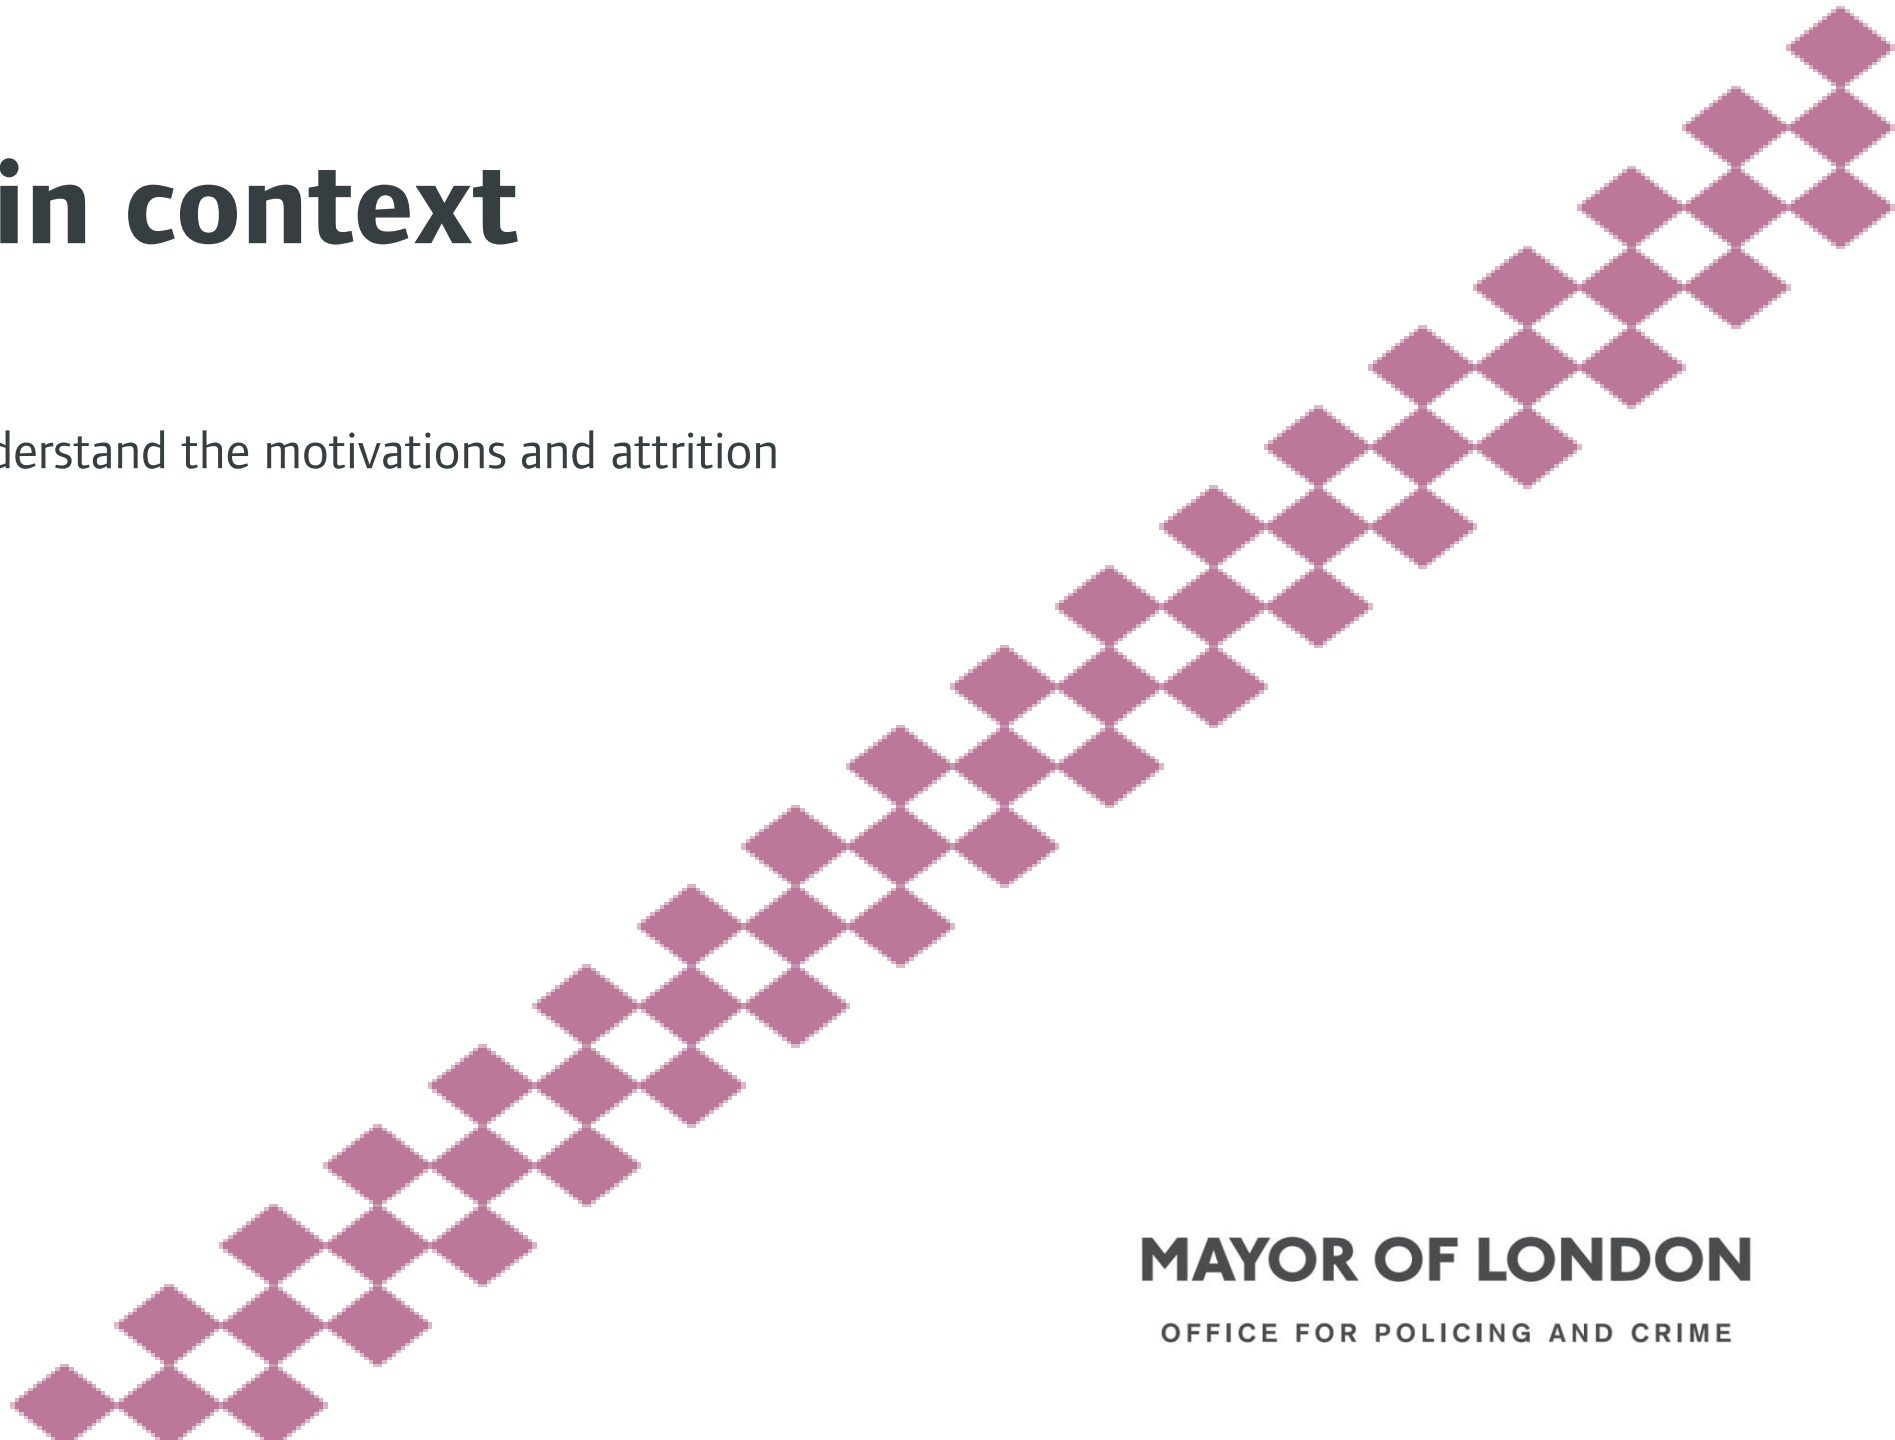 in context
derstand the motivations and attrition
MAYOR OF LONDON
OFFICE FOR POLICING AND CRIME